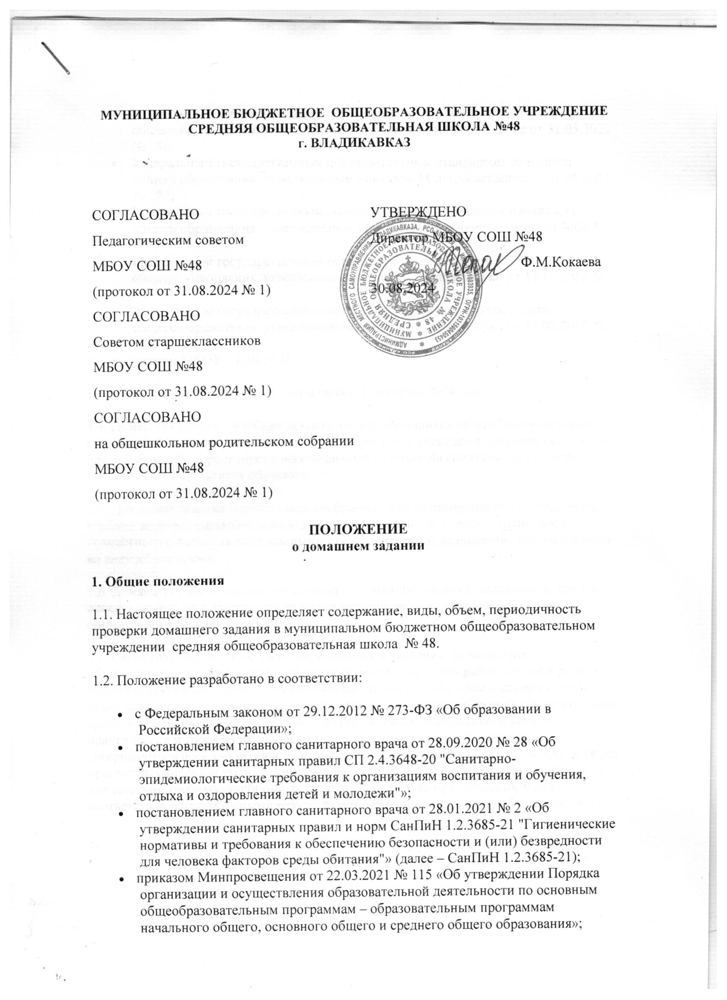 МУНИЦИПАЛЬНОЕ БЮДЖЕТНОЕ ОБЩЕОБРАЗОВАТЕЛЬНОЕ УЧРЕЖДЕНИЕ
СРЕДНЯЯ ОБЩЕОБРАЗОВАТЕЛЬНАЯ ШКОЛА №48
г. ВЛАДИКАВКАЗ
СОГЛАСОВАНО
Педагогическим советом
МБОУ СОШ №48
(протокол от 31.08.2024 № 1)
СОГЛАСОВАНО
Советом старшеклассников
МБОУ СОШ №48
(протокол от 31.08.2024 № 1)
СОГЛАСОВАНО
на общешкольном родительском собрании
МБОУ СОШ №48
(протокол от 31.08.2024 № 1)
УТВЕРЖДЕНО
Директор МБОУ СОШ №48
Ф.М.Кокаева
30.08.2024
МУНИЦИПАЛЬНОЕ БЮДЖЕТНОЕ ОБЩЕОБРАЗОВАТЕЛЬНОЕ УЧРЕЖДЕНИЕ
СРЕДНЯЯ ОБЩЕОБРАЗОВАТЕЛЬНАЯ ШКОЛА № 48
ПОЛОЖЕНИЕ
о домашнем задании
1. Общие положения
1.1. Настоящее положение определяет содержание, виды, объем, периодичность
проверки домашнего задания в муниципальном бюджетном общеобразовательном
учреждении средняя общеобразовательная школа № 48.
1.2. Положение разработано в соответствии:
• с Федеральным законом от 29.12.2012 № 273-ФЗ «Об образовании в
Российской Федерации»;
• постановлением главного санитарного врача от 28.09.2020 № 28 «Об
утверждении санитарных правил СП 2.4.3648-20 "Санитарно-
эпидемиологические требования к организациям воспитания и обучения,
отдыха и оздоровления детей и молодежи"»;
• постановлением главного санитарного врача от 28.01.2021 № 2 «Об
утверждении санитарных правил и норм СанПиН 1.2.3685-21 "Гигиенические
нормативы и требования к обеспечению безопасности и (или) безвредности
для человека факторов среды обитания"» (далее – СанПиН 1.2.3685-21);
• приказом Минпросвещения от 22.03.2021 № 115 «Об утверждении Порядка
организации и осуществления образовательной деятельности по основным
общеобразовательным программам – образовательным программам
начального общего, основного общего и среднего общего образования»;